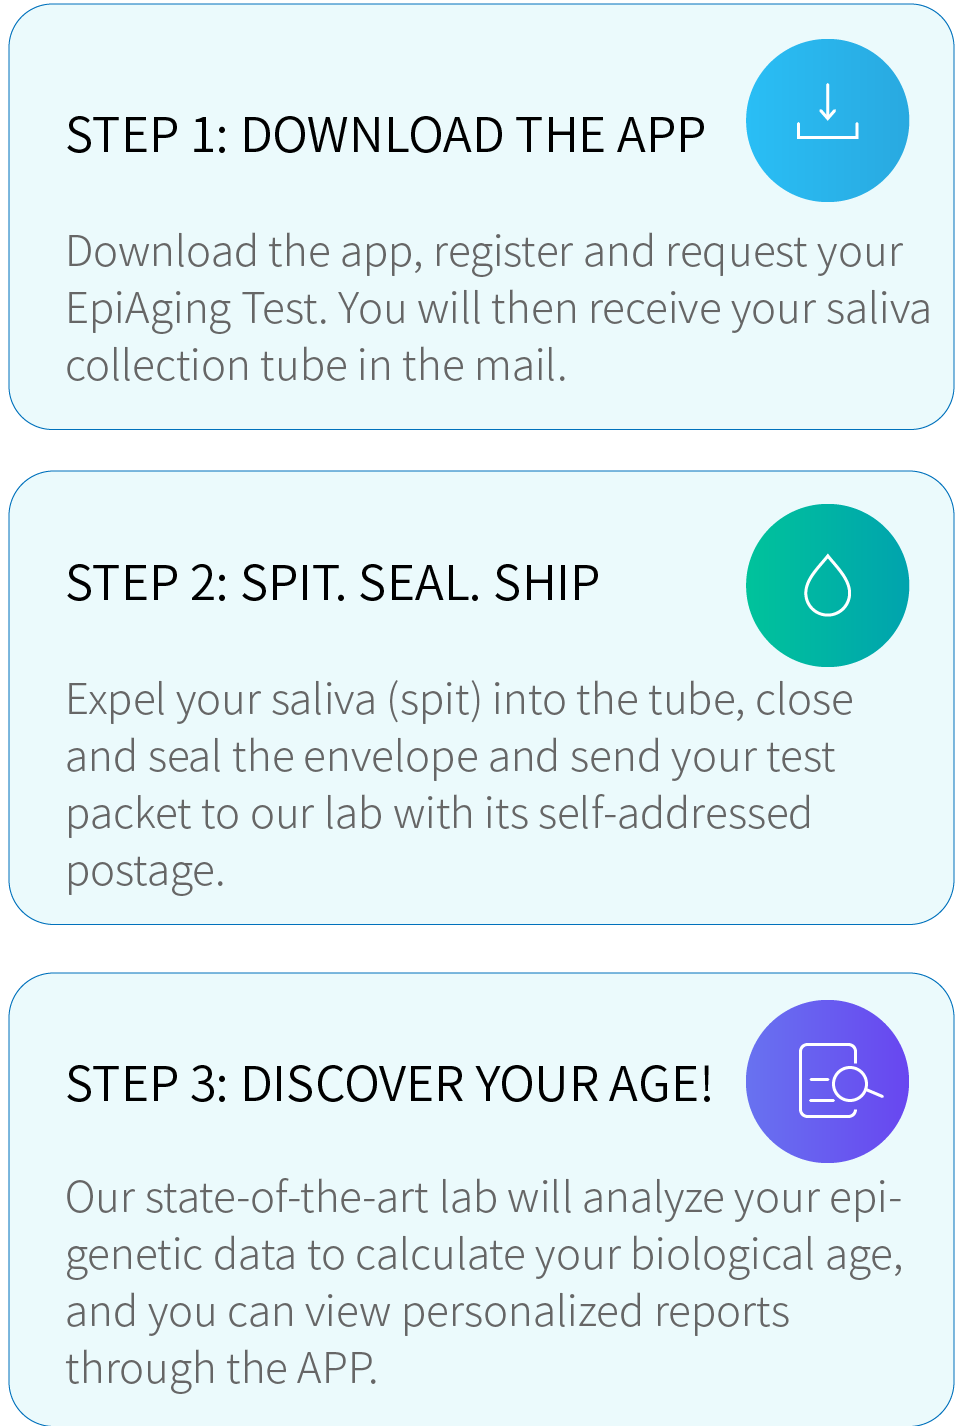 STEP 1: DOWNLOAD THE APP
Download the app, register and request your
EpiAging Test. You will then receive your saliva
collection tube in the mail.
STEP 2: SPIT. SEAL. SHIP
Expel your saliva (spit) into the tube, close
and seal the envelope and send your test
packet to our lab with its self-addressed
postage.
STEP 3: DISCOVER YOUR AGE!
Our state-of-the-art lab will analyze your epi-
genetic data to calculate your biological age,
and you can view personalized reports
through the APP.